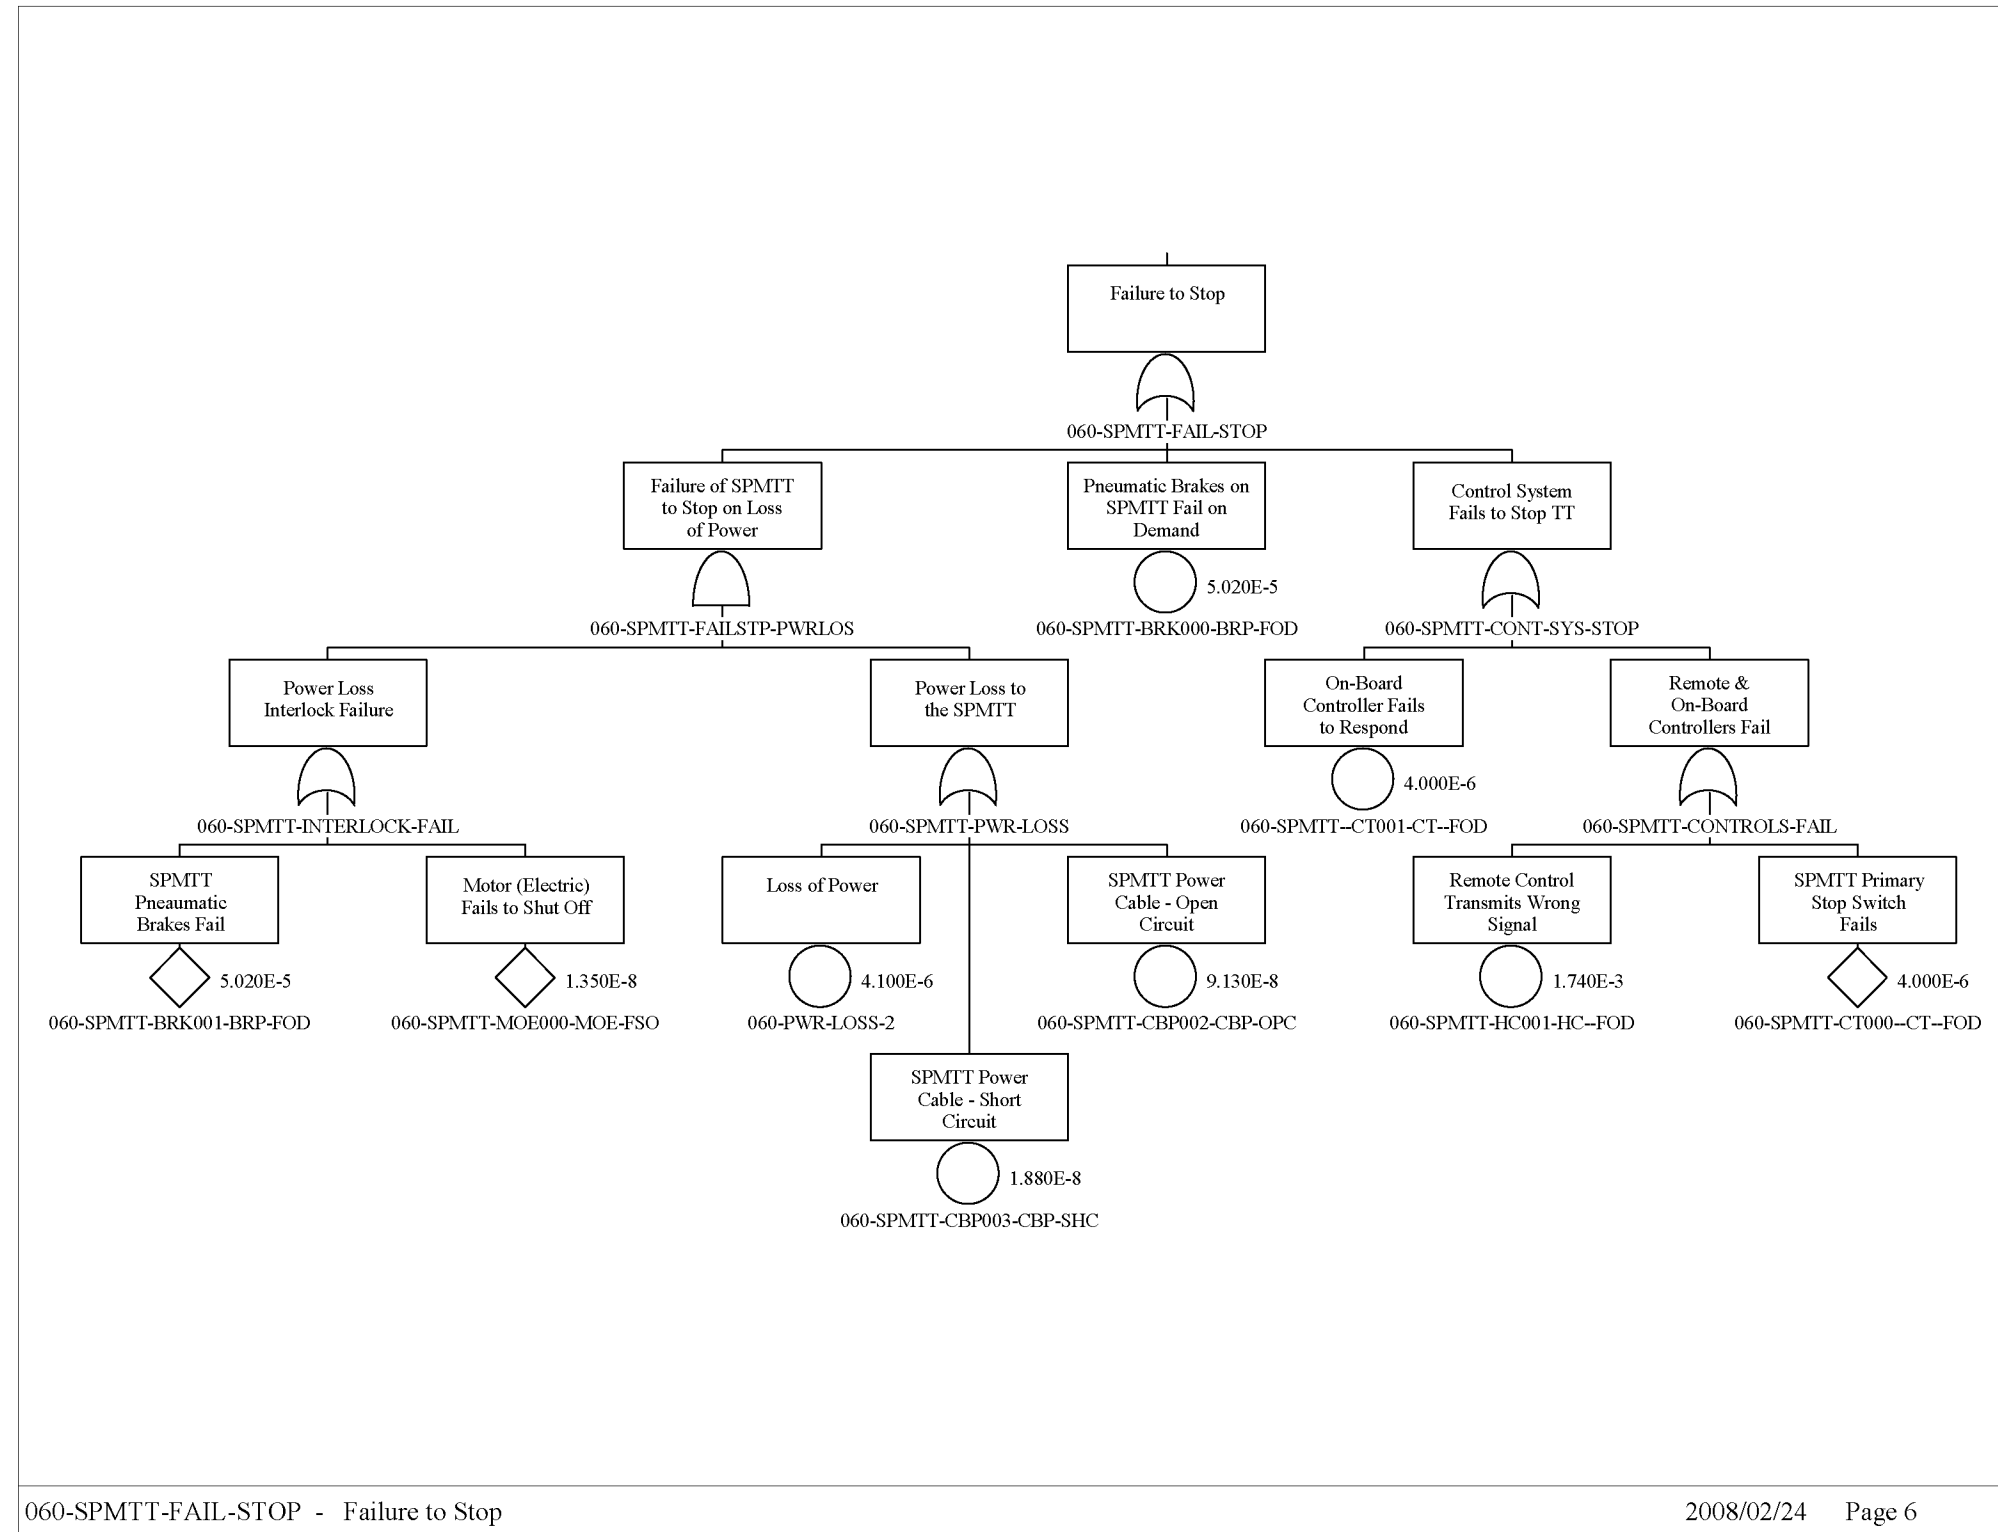 Failure to Stop
060-SPMTT-FAIL-STOP
Failure of SPMTT
to Stop on Loss
of Power
060-SPMTT-FAILSTP-PWRLOS
Pneumatic Brakes on
SPMTT Fail on
Demand
5.020E-5
060-SPMTT-BRK000-BRP-FOD
Control System
Fails to Stop TT
060-SPMTT-CONT-SYS-STOP
Power Loss
Interlock Failure
060-SPMTT-INTERLOCK-FAIL
Power Loss to
the SPMTT
060-SPMTT-PWR-LOSS
On-Board
Controller Fails
to Respond
4.000E-6
060-SPMTT--CT001-CT--FOD
Remote &
On-Board
Controllers Fail
060-SPMTT-CONTROLS-FAIL
SPMTT
Pneaumatic
Brakes Fail
5.020E-5
060-SPMTT-BRK001-BRP-FOD
Motor (Electric)
Fails to Shut Off
1.350E-8
060-SPMTT-MOE000-MOE-FSO
Loss of Power
4.100E-6
060-PWR-LOSS-2
SPMTT Power
Cable - Open
Circuit
9.130E-8
060-SPMTT-CBP002-CBP-OPC
Remote Control
Transmits Wrong
Signal
1.740E-3
060-SPMTT-HC001-HC--FOD
SPMTT Primary
Stop Switch
Fails
4.000E-6
060-SPMTT-CT000--CT--FOD
SPMTT Power
Cable - Short
Circuit
1.880E-8
060-SPMTT-CBP003-CBP-SHC
060-SPMTT-FAIL-STOP - Failure to Stop
2008/02/24 Page 6